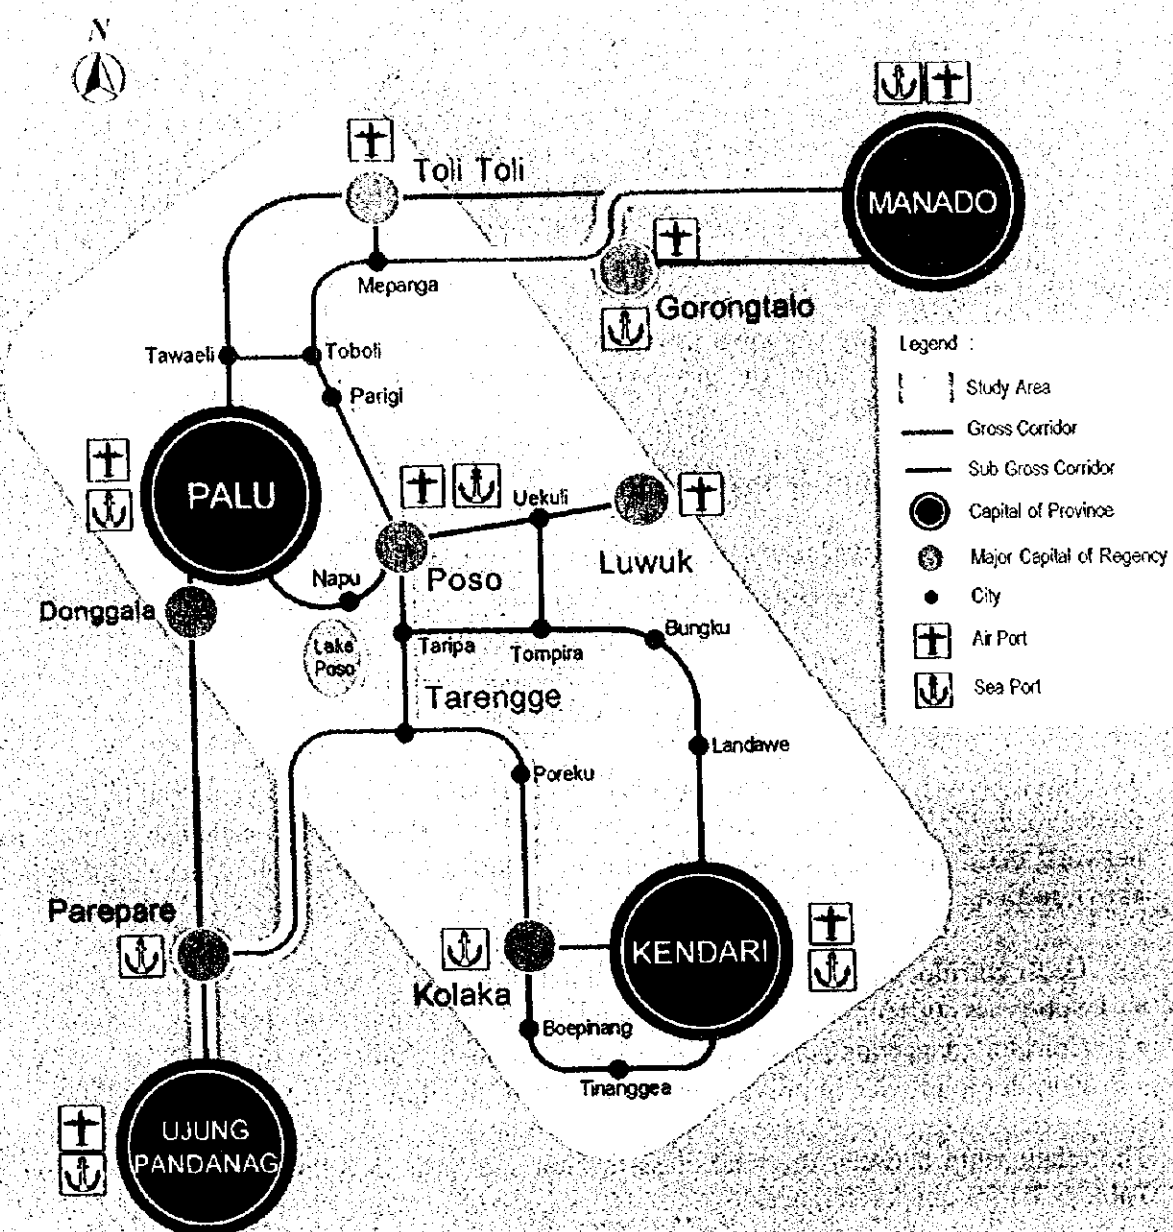 N
Toli Toli
MANADO
Mepanga
Gorongtalo
Tawaeli
Toboli
Parigi
Legend :
Study Area
Gross Corridor
Sub Gross Corridor
Capital of Province
Major Capital of Regency
City
Air Port
Sea Port
PALU
Uekuli
Luwuk
Napu
Poso
Donggala
Lake
Poso
Taripa
Tompira
Bungku
Tarengge
Landawe
Poreku
Parepare
KENDARI
Kolaka
Boepinang
Tinanggea
UJUNG
PANDANAG